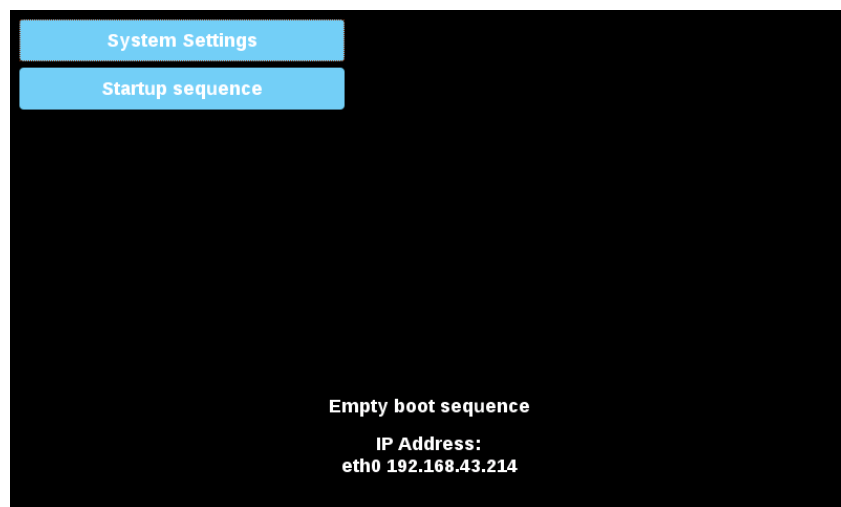 System Settings
Startup sequence
Empty boot sequence
IP Address:
eth0 192.168.43.214